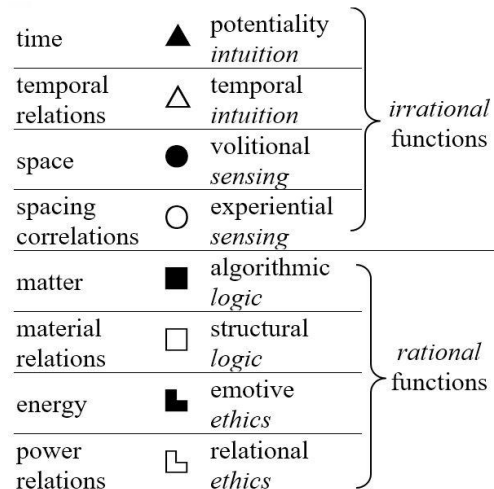 time potentiality
intuition
temporal temporal
relations intuition
space volitional
sensing
spacing experiential
correlations sensing
irrational
functions
matter algorithmic
logic
material structural
relations logic
energy emotive
ethics
power relational
relations ethics
rational
functions